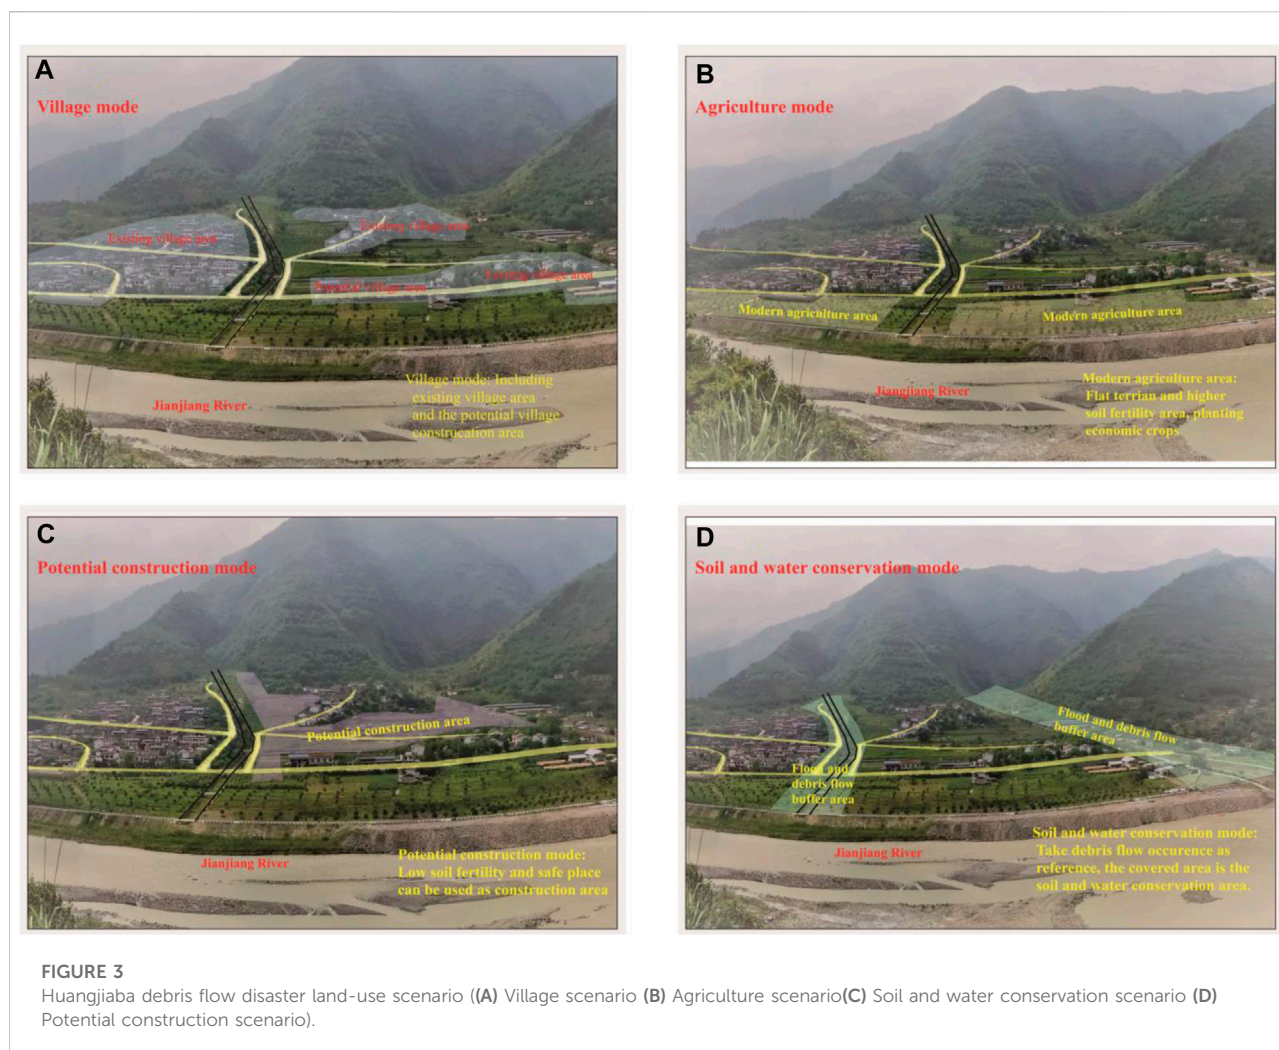 A
Village mode
Existing village area
Existing village area
Existing village area
Potential village area
Jianjiang River
Village mode: Including
existing village area
and the potential village
construcation area
B
Agriculture mode
Modern agriculture area
Modern agriculture area
Jiangjiang River
Modern agriculture area:
Flat terrian and higher
soil fertility area, planting
economic crops
C
Potential construction mode
Potential construction area
Jianjiang River
Potential construction mode:
Low soil fertility and safe place
can be used as construction area
D
Soil and water conservation mode
Flood and debris flow
buffer area
Flood and
debris flow
buffer area
Jianjiang River
Soil and water conservation mode:
Take debris flow occurence as
reference, the covered area is the
soil and water conservation area.
FIGURE 3
Huangjiaba debris flow disaster land-use scenario ((A) Village scenario (B) Agriculture scenario(C) Soil and water conservation scenario (D)
Potential construction scenario).